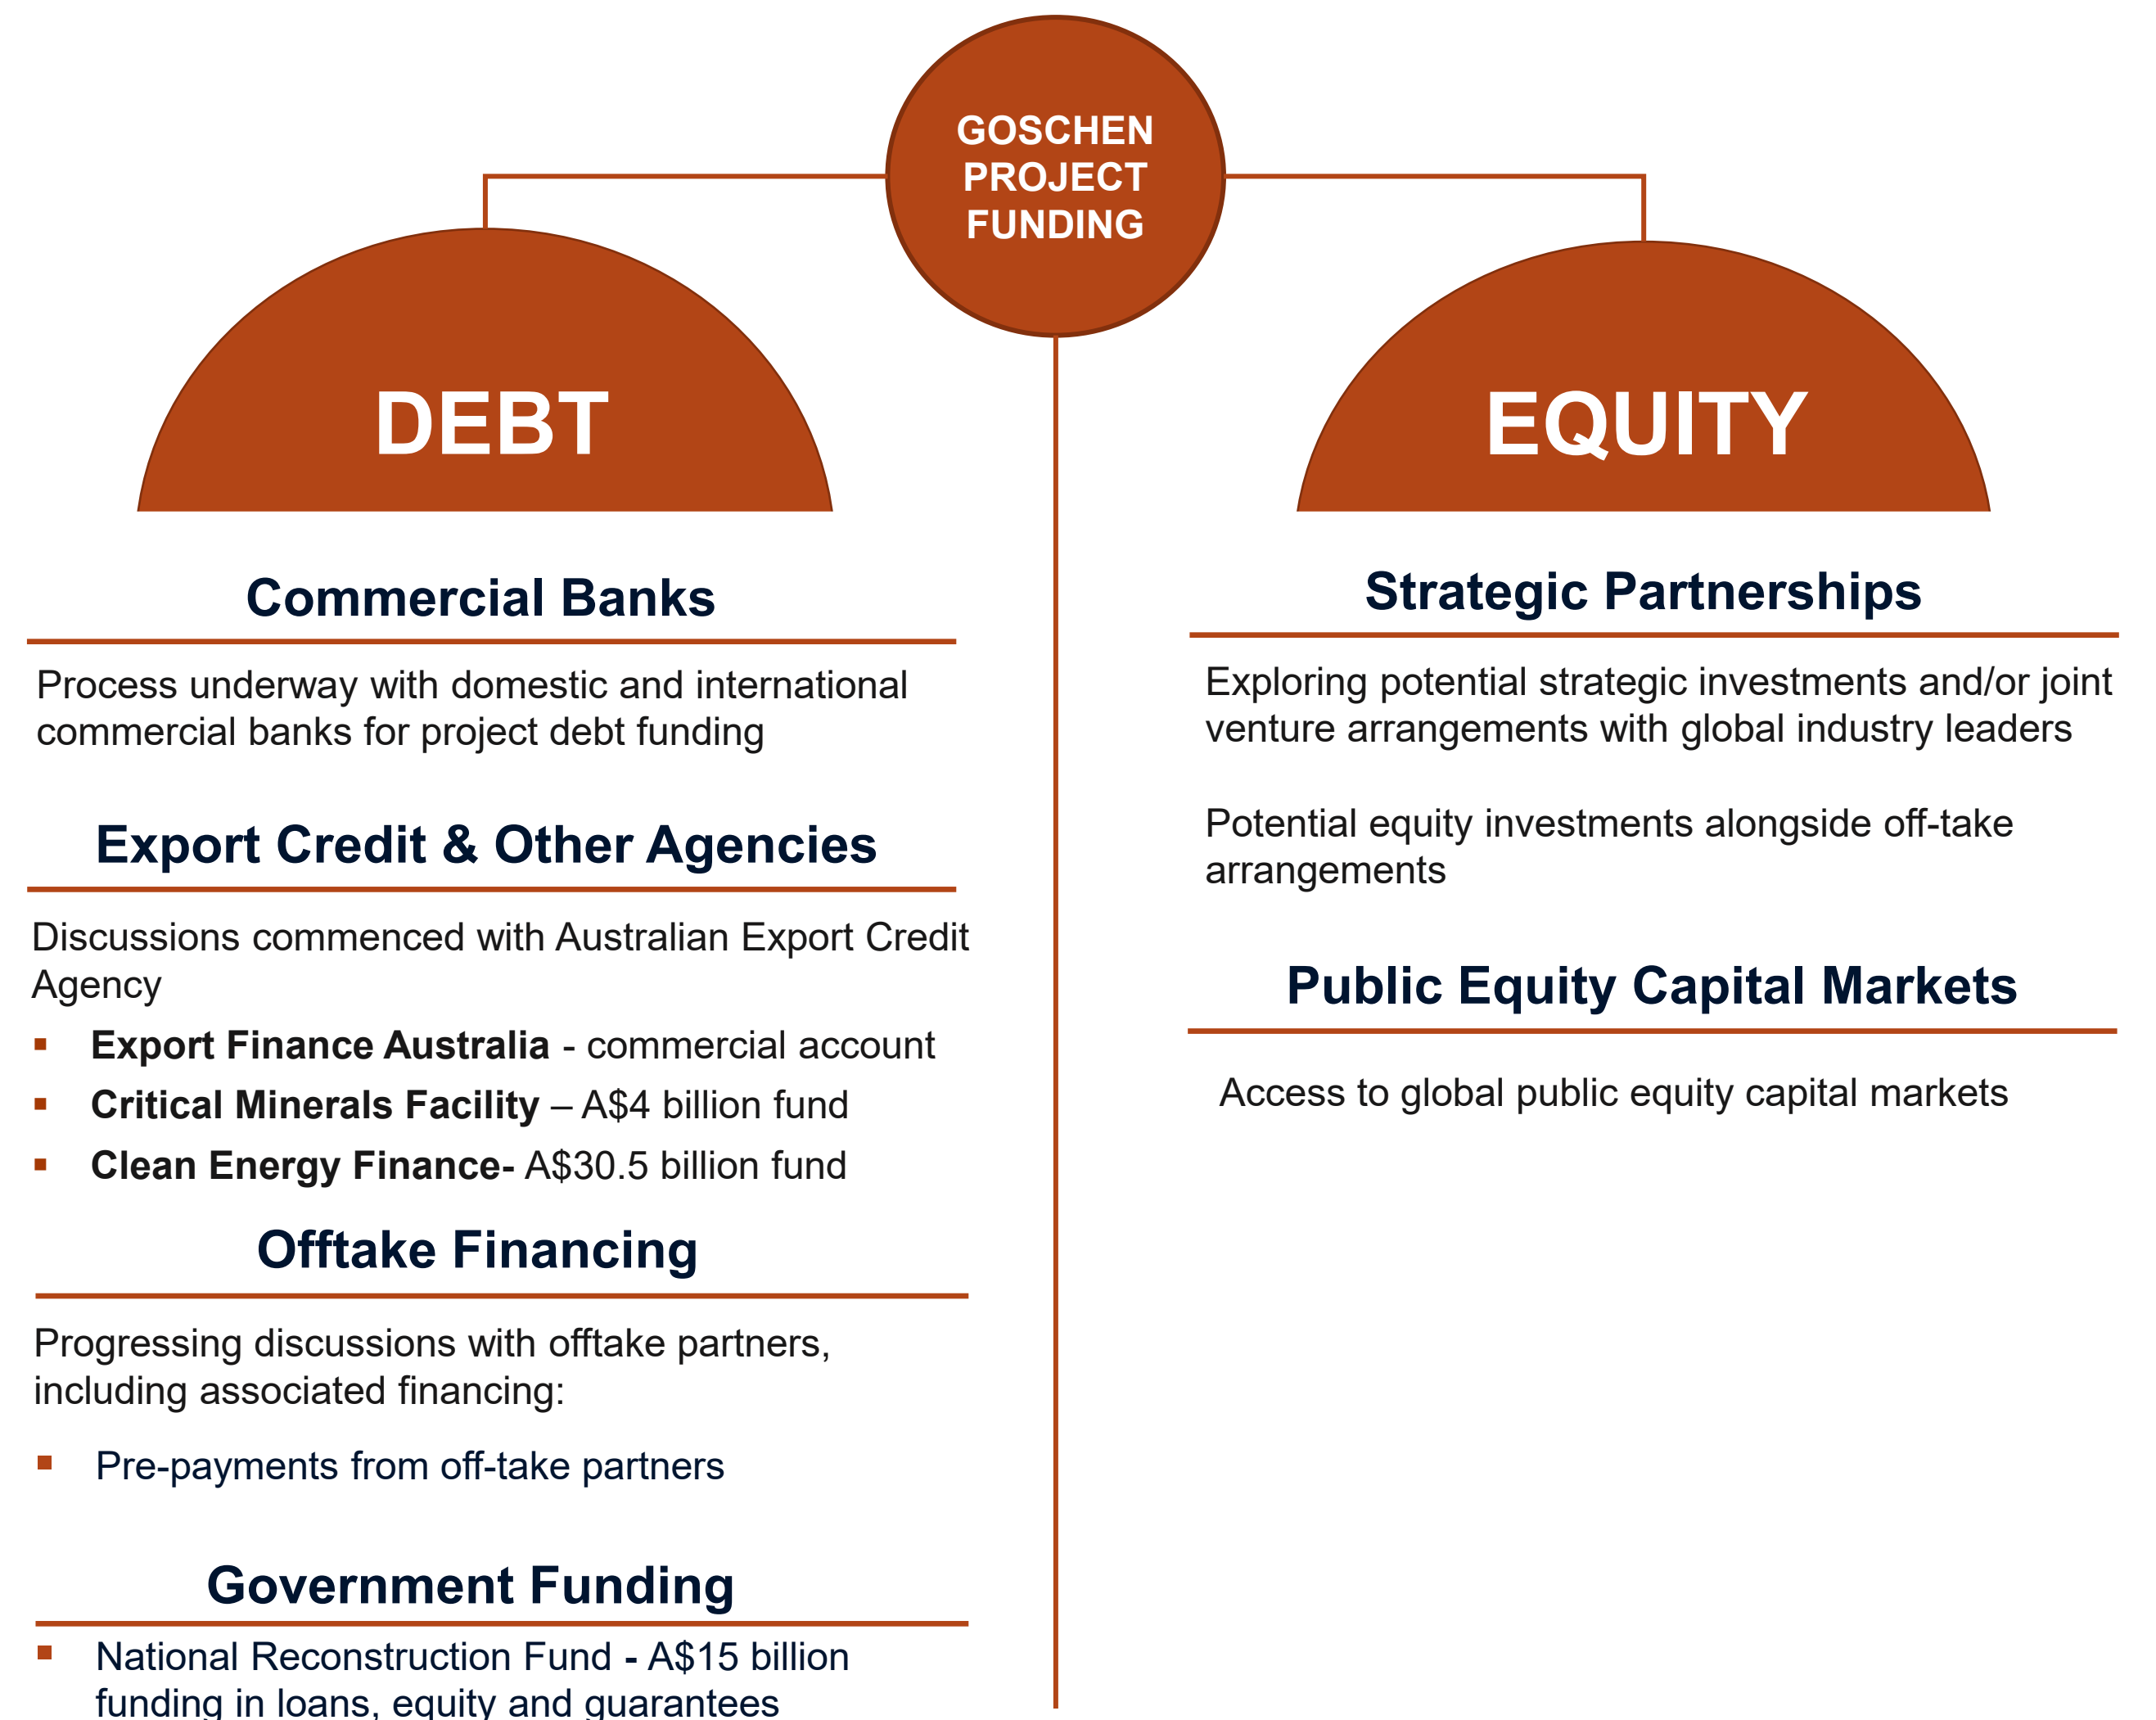 GOSCHEN
PROJECT
FUNDING
DEBT
Commercial Banks
Process underway with domestic and international
commercial banks for project debt funding
Export Credit & Other Agencies
Discussions commenced with Australian Export Credit
Agency
▪ Export Finance Australia - commercial account
▪ Critical Minerals Facility – A$4 billion fund
▪ Clean Energy Finance- A$30.5 billion fund
Offtake Financing
Progressing discussions with offtake partners,
including associated financing:
▪ Pre-payments from off-take partners
Government Funding
▪ National Reconstruction Fund - A$15 billion
funding in loans, equity and guarantees
EQUITY
Strategic Partnerships
Exploring potential strategic investments and/or joint
venture arrangements with global industry leaders
Potential equity investments alongside off-take
arrangements
Public Equity Capital Markets
Access to global public equity capital markets